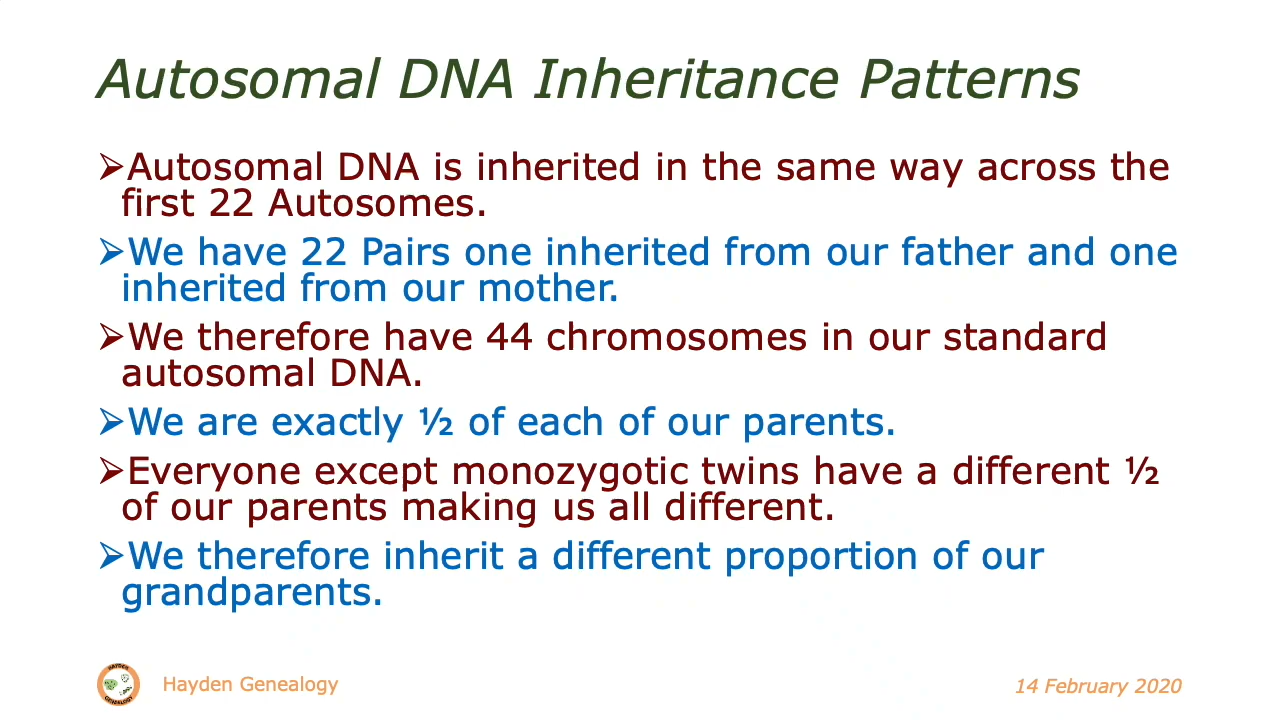 Autosomal DNA Inheritance Patterns
➢Autosomal DNA is inherited in the same way across the
first 22 Autosomes.
➢We have 22 Pairs one inherited from our father and one
inherited from our mother.
➢We therefore have 44 chromosomes in our standard
autosomal DNA.
➢We are exactly ½ of each of our parents.
➢Everyone except monozygotic twins have a different ½
of our parents making us all different.
➢We therefore inherit a different proportion of our
grandparents.
HAYDEN
GENEALOGY
Hayden Genealogy
14 February 2020